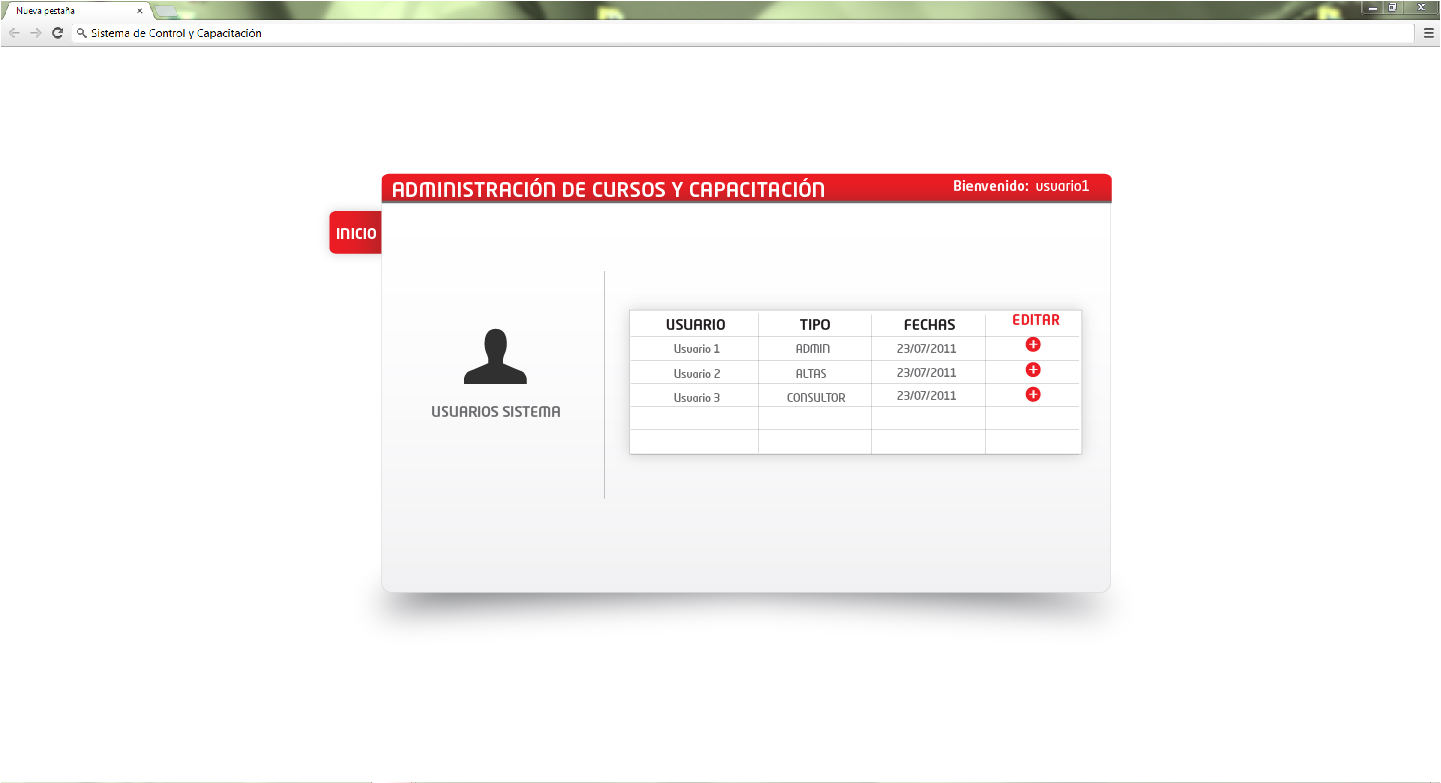 Nueva pestaña
Sistema de Control y Capacitación
ADMINISTRACIÓN DE CURSOS Y CAPACITACIÓN
Bienvenido: usuario1
INICIO
USUARIOS SISTEMA
USUARIO TIPO FECHAS EDITAR
Usuario 1 ADMIN 23/07/2011
Usuario 2 ALTAS 23/07/2011
Usuario 3 CONSULTOR 23/07/2011